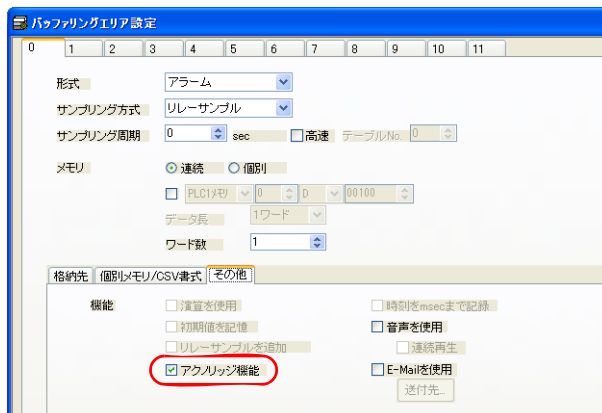 バッファリングエリア設定
0 1 2 3 4 5 6 7 8 9 10 11
形式 アラーム
サンプリング方式 リレーサンプル
サンプリング周期 0 sec 高速 テーブルNo. 0
メモリ 連続 個別
PLC1メモリ 0 D 00100
データ長 1ワード
ワード数 1
格納先 個別メモリ/CSV書式 その他
機能 演算を使用 時刻をmsecまで記録
初期値を記憶 音声を使用
リレーサンプルを追加 連続再生
アクノリッジ機能 E-Mailを使用
送付先...